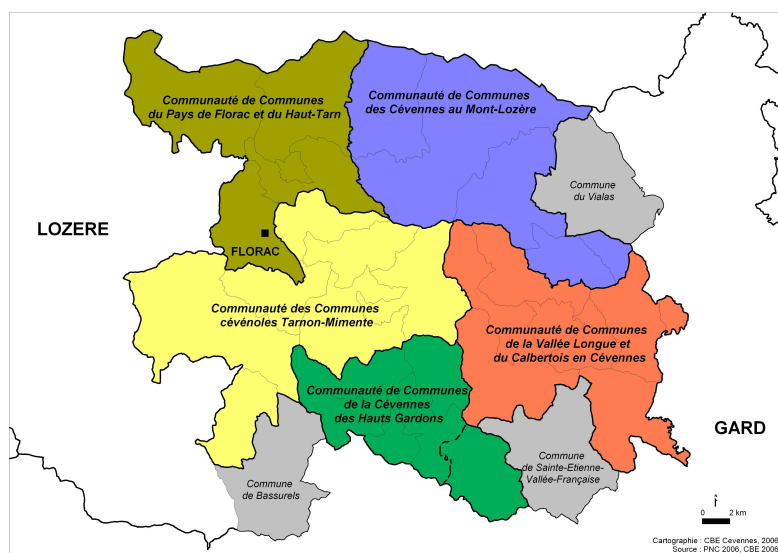 Communauté de Communes
du Pays de Florac et du Haut-Tarn
Communauté de Communes
des Cévennes au Mont-Lozère
Commune
du Vialas
LOZERE
FLORAC
Communauté des Communes
cévénoles Tarnon-Mimente
Communauté de Communes
de la Vallée Longue et
du Calbertois en Cévennes
Communauté de Communes
de la Cévennes
des Hauts Gardons
GARD
Commune
de Sainte-Etienne-
Vallée-Française
Commune
de Bassurels
0 2 km
Cartographie : CBE Cevennes, 2006
Source : PNC 2006, CBE 2006